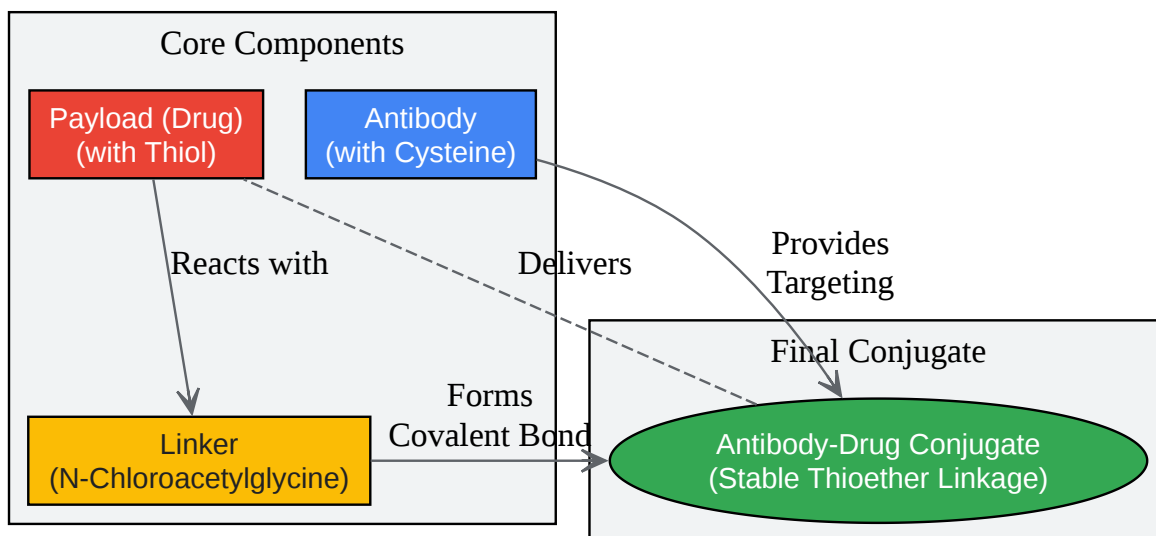 Core Components
Payload (Drug)
(with Thiol)
Antibody
(with Cysteine)
Reacts with
Delivers
Provides
Targeting
Final Conjugate
Forms
Covalent Bond
Linker
(N-Chloroacetylglycine)
Antibody-Drug Conjugate
(Stable Thioether Linkage)